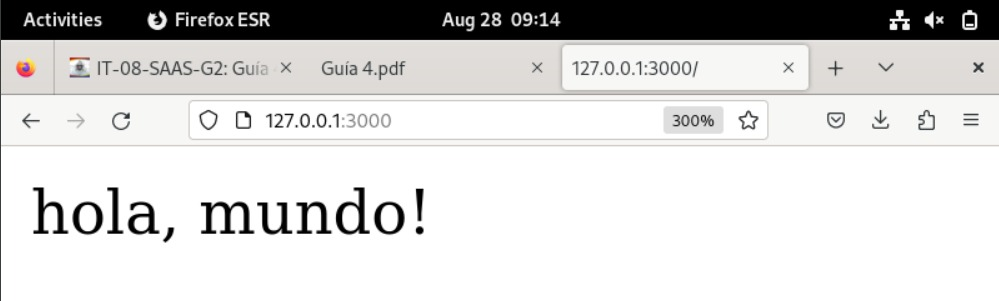 Activities Firefox ESR Aug 28 09:14
IT-08-SAAS-G2: Guía Guía 4.pdf 127.0.0.1:3000/
127.0.0.1:3000 300%
hola, mundo!